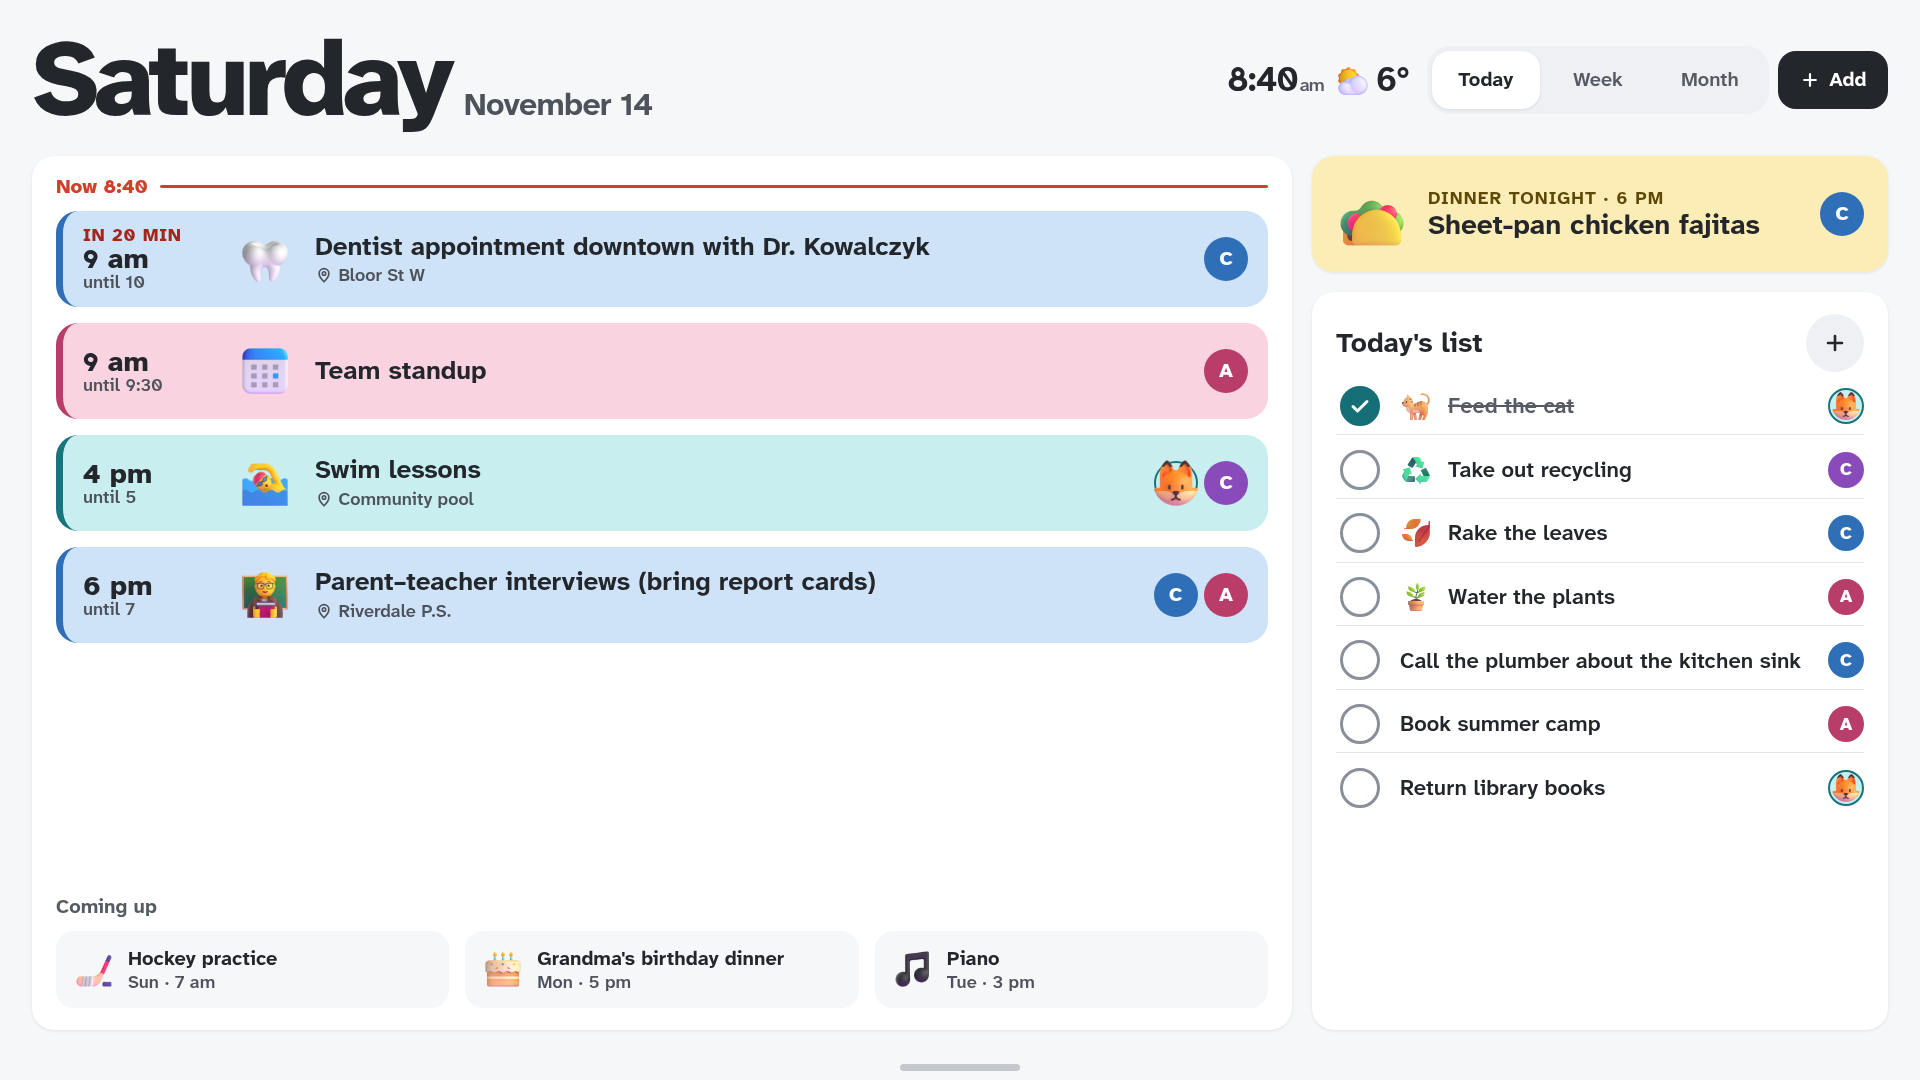 Saturday November 14
8:40 am 6°
Today
Week
Month
+ Add
Now 8:40
IN 20 MIN
9 am
until 10
Dentist appointment downtown with Dr. Kowalczyk
Bloor St W
C
9 am
until 9:30
Team standup
A
4 pm
until 5
Swim lessons
Community pool
C
6 pm
until 7
Parent–teacher interviews (bring report cards)
Riverdale P.S.
C
A
Coming up
Hockey practice
Sun · 7 am
Grandma's birthday dinner
Mon · 5 pm
Piano
Tue · 3 pm
DINNER TONIGHT · 6 PM
Sheet-pan chicken fajitas
C
Today's list
+
Feed the cat
Take out recycling
C
Rake the leaves
C
Water the plants
A
Call the plumber about the kitchen sink
C
Book summer camp
A
Return library books